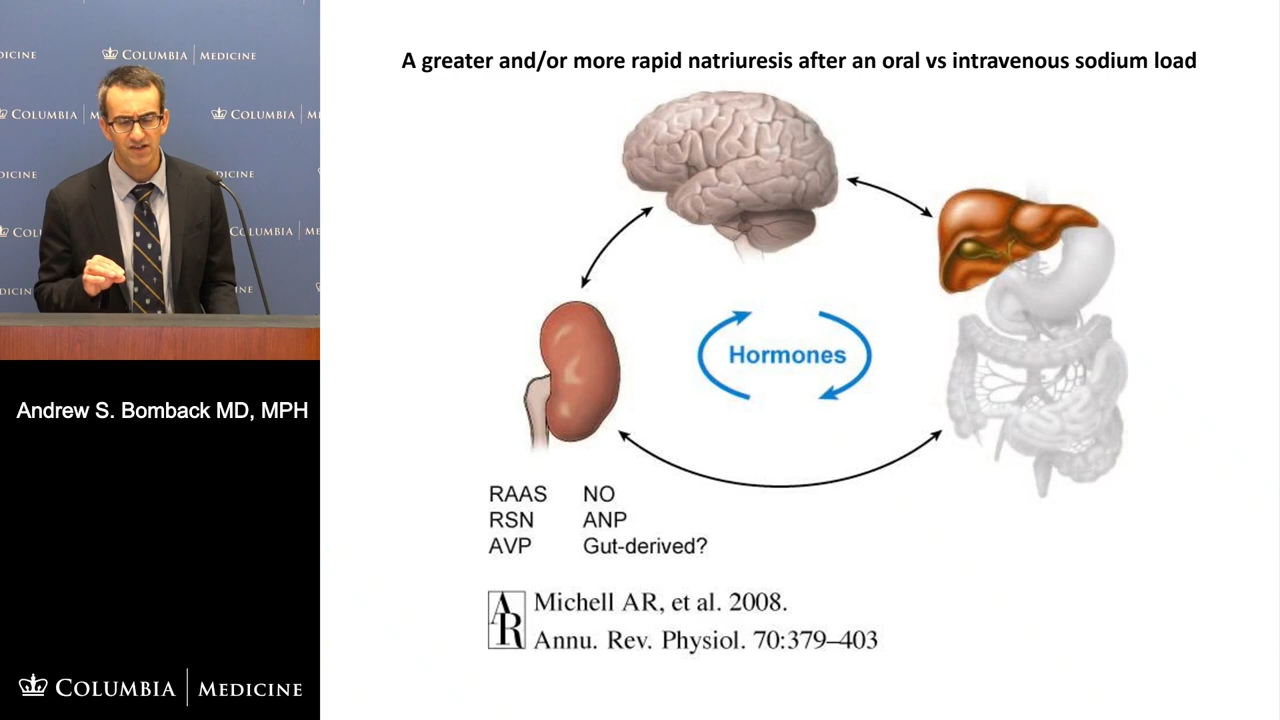 DICINE
COLUMBIA | MEDICINE
COLUMBIA
COLUMBIA
DICINE
MEDICINE
COLUMBIA
DICIN
INE
Andrew S. Bomback MD, MPH
COLUMBIA | MEDICINE
A greater and/or more rapid natriuresis after an oral vs intravenous sodium load
Hormones
RAAS NO
RSN ANP
AVP Gut-derived?
AR Michell AR, et al. 2008.
Annu. Rev. Physiol. 70:379–403